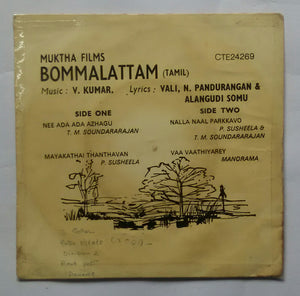 MUKTHA FILMS CTE24269
BOMMALATTAM (TAMIL)
Music : V. KUMAR. Lyrics : VALI, N. PANDURANGAN &
ALANGUDI SOMU
SIDE ONE
NEE ADA ADA AZHAGU
T. M. SOUNDARARAJAN
MAYAKATHAI THANTHAVAN
P. SUSHEELA
SIDE TWO
NALLA NAAL PARKKAVO
P. SUSHEELA &
T. M. SOUNDARARAJAN
VAA VAATHIYAREY
MANORAMA